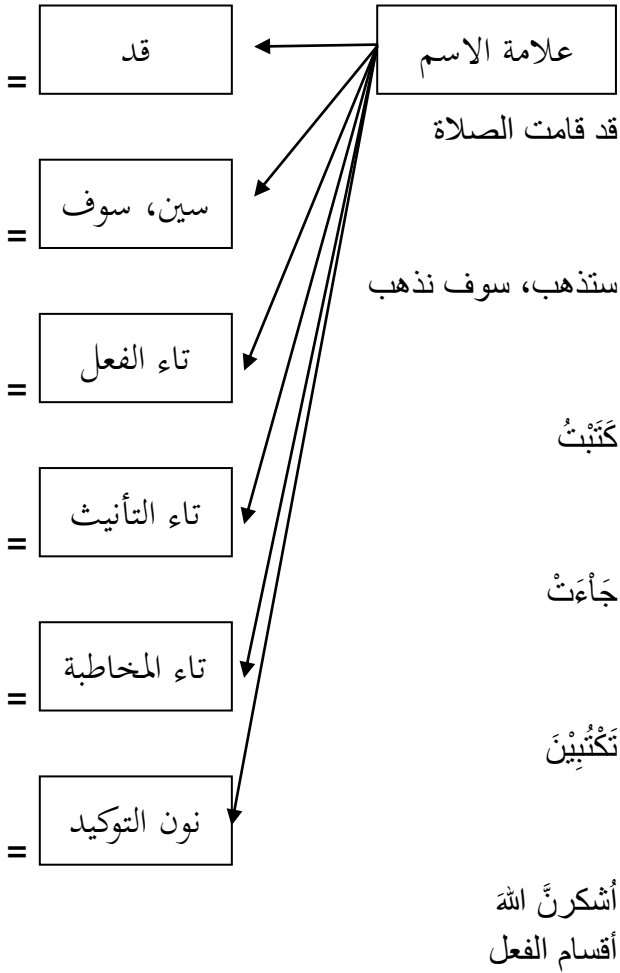 علامة الاسم
قد
=
قد قامت الصلاة
سين، سوف
=
ستذهب، سوف نذهب
تاء الفعل
=
كَتَبْتُ
تاء التأنيث
=
جَاْءَتْ
تاء المخاطبة
=
تَكْتُبِيْنَ
نون التوكيد
=
اُشكرنَّ اللهَ
أقسام الفعل